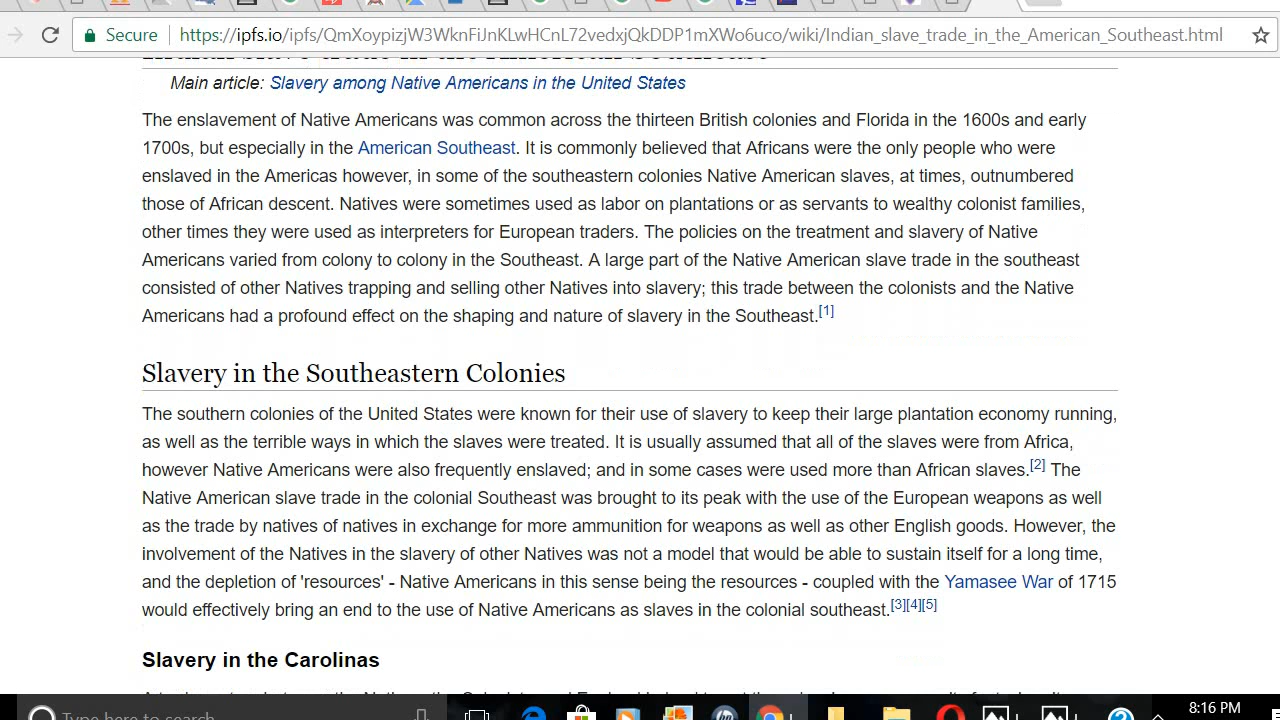 Secure https://ipfs.io/ipfs/QmXoypizjW3WknFiJnKLwHCnL72vedxjQkDDP1mXWo6uco/wiki/Indian_slave_trade_in_the_American_Southeast.html
Indian slave trade in the American Southeast
Main article: Slavery among Native Americans in the United States
The enslavement of Native Americans was common across the thirteen British colonies and Florida in the 1600s and early
1700s, but especially in the American Southeast. It is commonly believed that Africans were the only people who were
enslaved in the Americas however, in some of the southeastern colonies Native American slaves, at times, outnumbered
those of African descent. Natives were sometimes used as labor on plantations or as servants to wealthy colonist families,
other times they were used as interpreters for European traders. The policies on the treatment and slavery of Native
Americans varied from colony to colony in the Southeast. A large part of the Native American slave trade in the southeast
consisted of other Natives trapping and selling other Natives into slavery; this trade between the colonists and the Native
Americans had a profound effect on the shaping and nature of slavery in the Southeast.[1]
Slavery in the Southeastern Colonies
The southern colonies of the United States were known for their use of slavery to keep their large plantation economy running,
as well as the terrible ways in which the slaves were treated. It is usually assumed that all of the slaves were from Africa,
however Native Americans were also frequently enslaved; and in some cases were used more than African slaves.[2] The
Native American slave trade in the colonial Southeast was brought to its peak with the use of the European weapons as well
as the trade by natives of natives in exchange for more ammunition for weapons as well as other English goods. However, the
involvement of the Natives in the slavery of other Natives was not a model that would be able to sustain itself for a long time,
and the depletion of 'resources' - Native Americans in this sense being the resources - coupled with the Yamasee War of 1715
would effectively bring an end to the use of Native Americans as slaves in the colonial southeast.[3][4][5]
Slavery in the Carolinas
Type here to search
8:16 PM